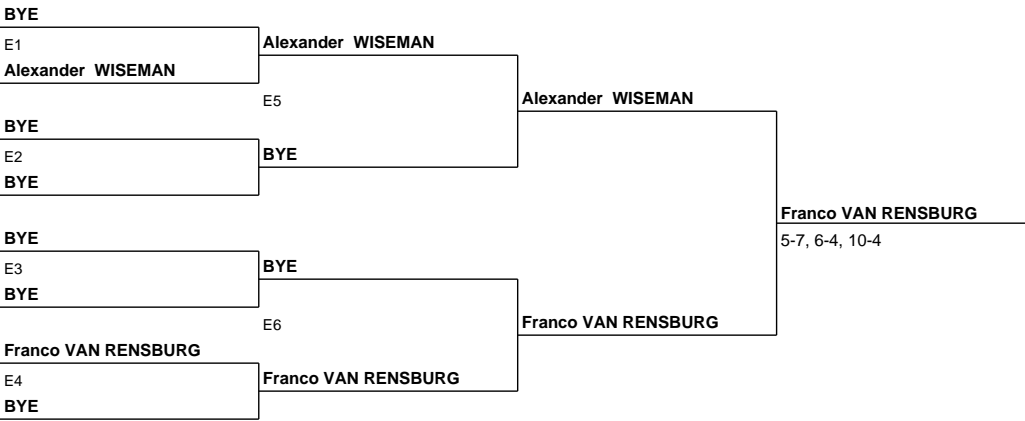 BYE
E1
Alexander WISEMAN
BYE
E2
BYE
BYE
E3
BYE
Franco VAN RENSBURG
E4
BYE
Alexander WISEMAN
E5
BYE
BYE
E6
Franco VAN RENSBURG
Alexander WISEMAN
Franco VAN RENSBURG
Franco VAN RENSBURG
5-7, 6-4, 10-4